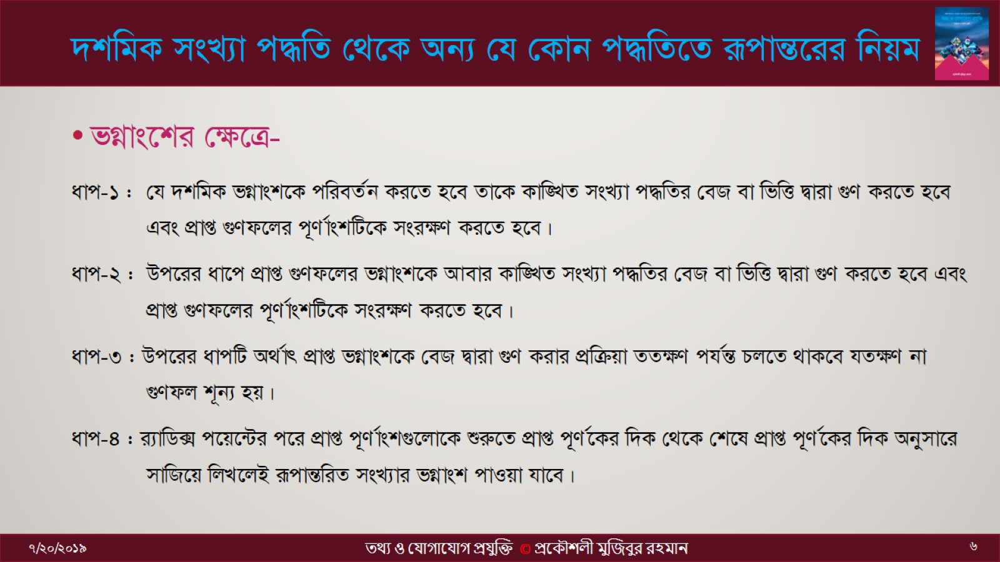 দশমিক সংখ্যা পদ্ধতি থেকে অন্য যে কোন পদ্ধতিতে রূপান্তরের নিয়ম
• ভগ্নাংশের ক্ষেত্রে-
ধাপ-১ : যে দশমিক ভগ্নাংশকে পরিবর্তন করতে হবে তাকে কাঙ্খিত সংখ্যা পদ্ধতির বেজ বা ভিত্তি দ্বারা গুণ করতে হবে
এবং প্রাপ্ত গুণফলের পূর্ণাংশটিকে সংরক্ষণ করতে হবে।
ধাপ-২ : উপরের ধাপে প্রাপ্ত গুণফলের ভগ্নাংশকে আবার কাঙ্খিত সংখ্যা পদ্ধতির বেজ বা ভিত্তি দ্বারা গুণ করতে হবে এবং
প্রাপ্ত গুণফলের পূর্ণাংশটিকে সংরক্ষণ করতে হবে।
ধাপ-৩ : উপরের ধাপটি অর্থাৎ প্রাপ্ত ভগ্নাংশকে বেজ দ্বারা গুণ করার প্রক্রিয়া ততক্ষণ পর্যন্ত চলতে থাকবে যতক্ষণ না
গুণফল শূন্য হয়।
ধাপ-৪ : র‍্যাডিক্স পয়েন্টের পরে প্রাপ্ত পূর্ণাংশগুলোকে শুরুতে প্রাপ্ত পূর্ণকের দিক থেকে শেষে প্রাপ্ত পূর্ণকের দিক অনুসারে
সাজিয়ে লিখলেই রূপান্তরিত সংখ্যার ভগ্নাংশ পাওয়া যাবে।
৭/২০/২০১৯
তথ্য ও যোগাযোগ প্রযুক্তি © প্রকৌশলী মুজিবুর রহমান
৬